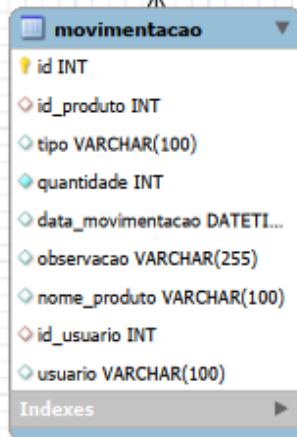 movimentacao
id INT
id_produto INT
tipo VARCHAR(100)
quantidade INT
data_movimentacao DATETI...
observacao VARCHAR(255)
nome_produto VARCHAR(100)
id_usuario INT
usuario VARCHAR(100)
Indexes